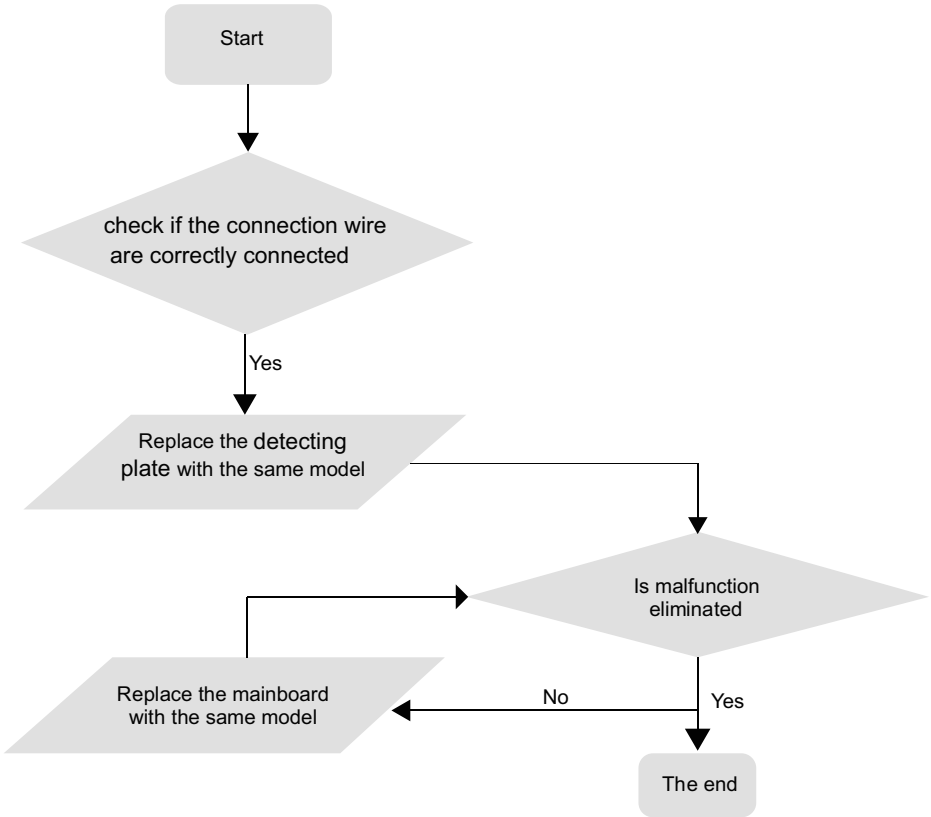 Start
check if the connection wire
are correctly connected
Yes
Replace the detecting
plate with the same model
Is malfunction
eliminated
Replace the mainboard
with the same model
No
Yes
The end